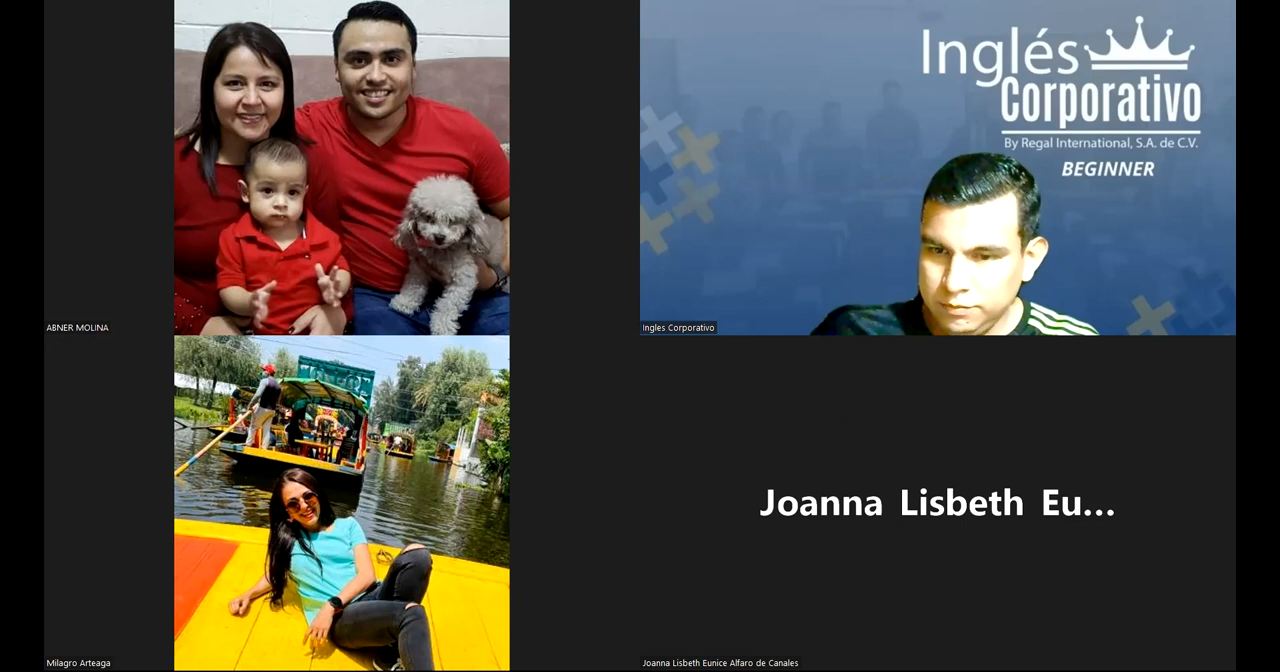 Inglés
Corporativo
By Regal International, S.A. de C.V.
BEGINNER
ABNER MOLINA
Ingles Corporativo
Joanna Lisbeth Eu...
Milagro Arteaga
Joanna Lisbeth Eunice Alfaro de Canales